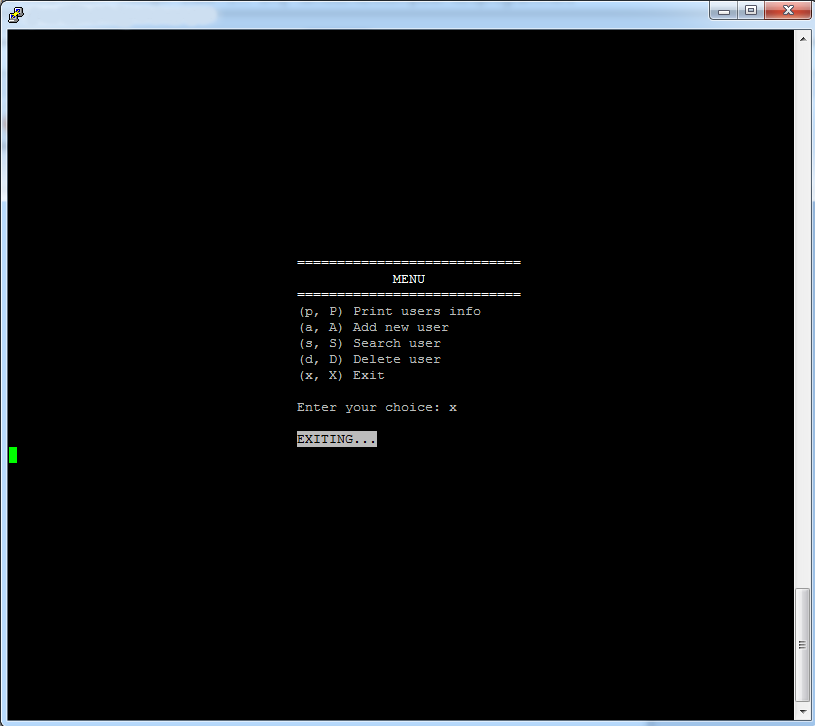 ============================
MENU
============================
(p, P) Print users info
(a, A) Add new user
(s, S) Search user
(d, D) Delete user
(x, X) Exit
Enter your choice: x
EXITING...